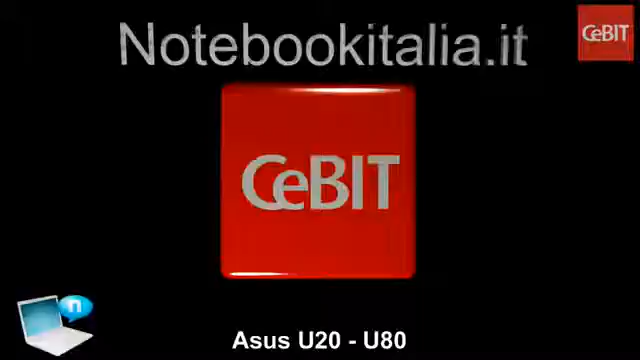 Notebookitalia.it
CeBIT
CeBIT
n
Asus U20 - U80